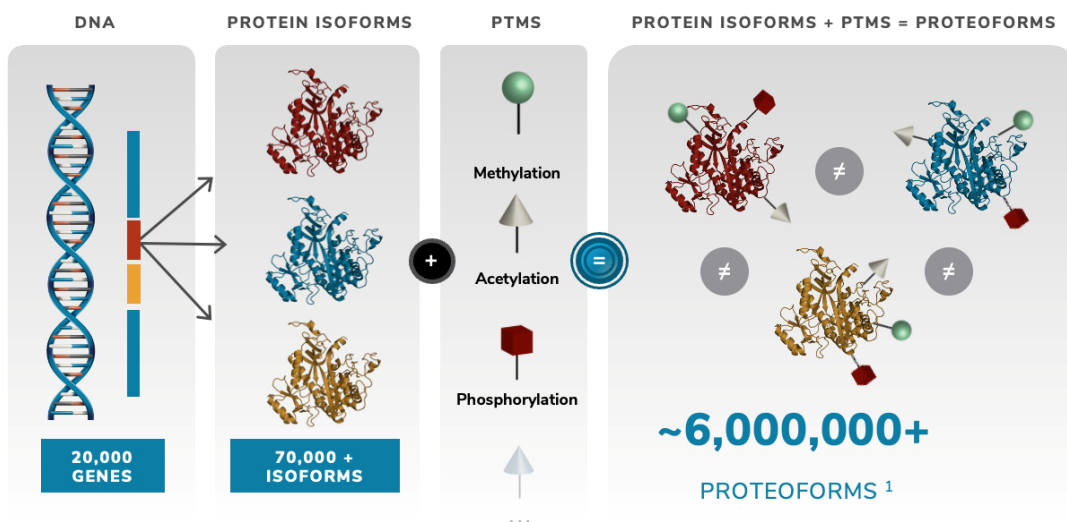 DNA
PROTEIN ISOFORMS
PTMS
PROTEIN ISOFORMS + PTMS = PROTEOFORMS
Methylation
≠
+
Acetylation
=
≠
≠
Phosphorylation
~6,000,000+
20,000
GENES
70,000 +
ISOFORMS
PROTEOFORMS 1
...